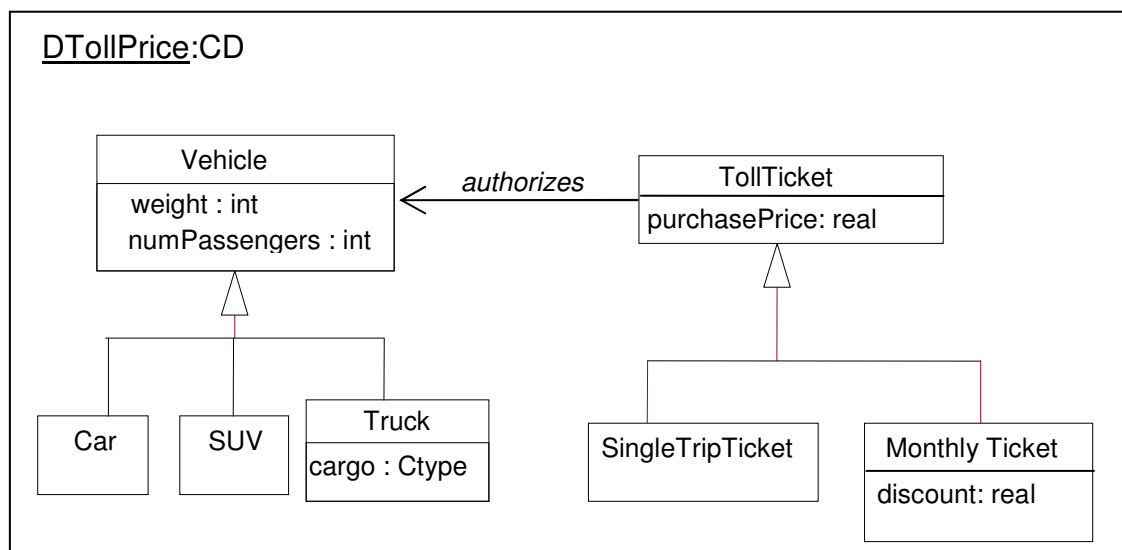 DTollPrice:CD
Vehicle
weight : int
numPassengers : int
authorizes
TollTicket
purchasePrice: real
Car
SUV
Truck
cargo : Ctype
SingleTripTicket
Monthly Ticket
discount: real